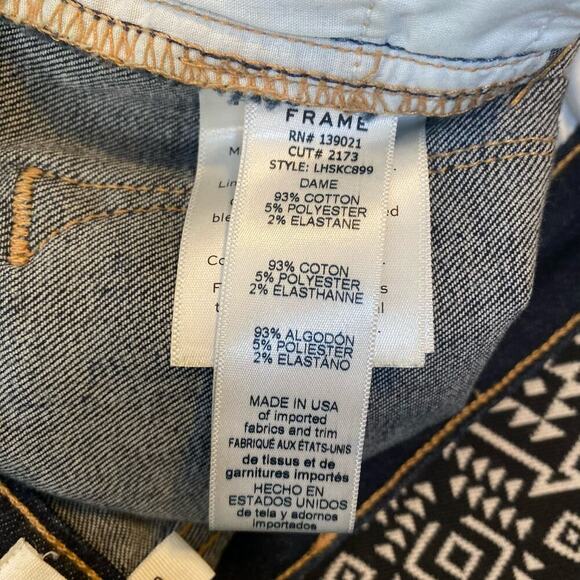 FRAME
RN# 139021
CUT# 2173
STYLE: LHSKC899
DAME
93% COTTON
5% POLYESTER
2% ELASTANE
93% COTON
5% POLYESTER
2% ELASTHANNE
93% ALGODÓN
5% POLIESTER
2% ELASTANO
MADE IN USA
of imported
fabrics and trim
FABRIQUÉ AUX ÉTATS-UNIS
de tissus et de
garnitures importés
HECHO EN
ESTADOS UNIDOS
de tela y adornos
importados